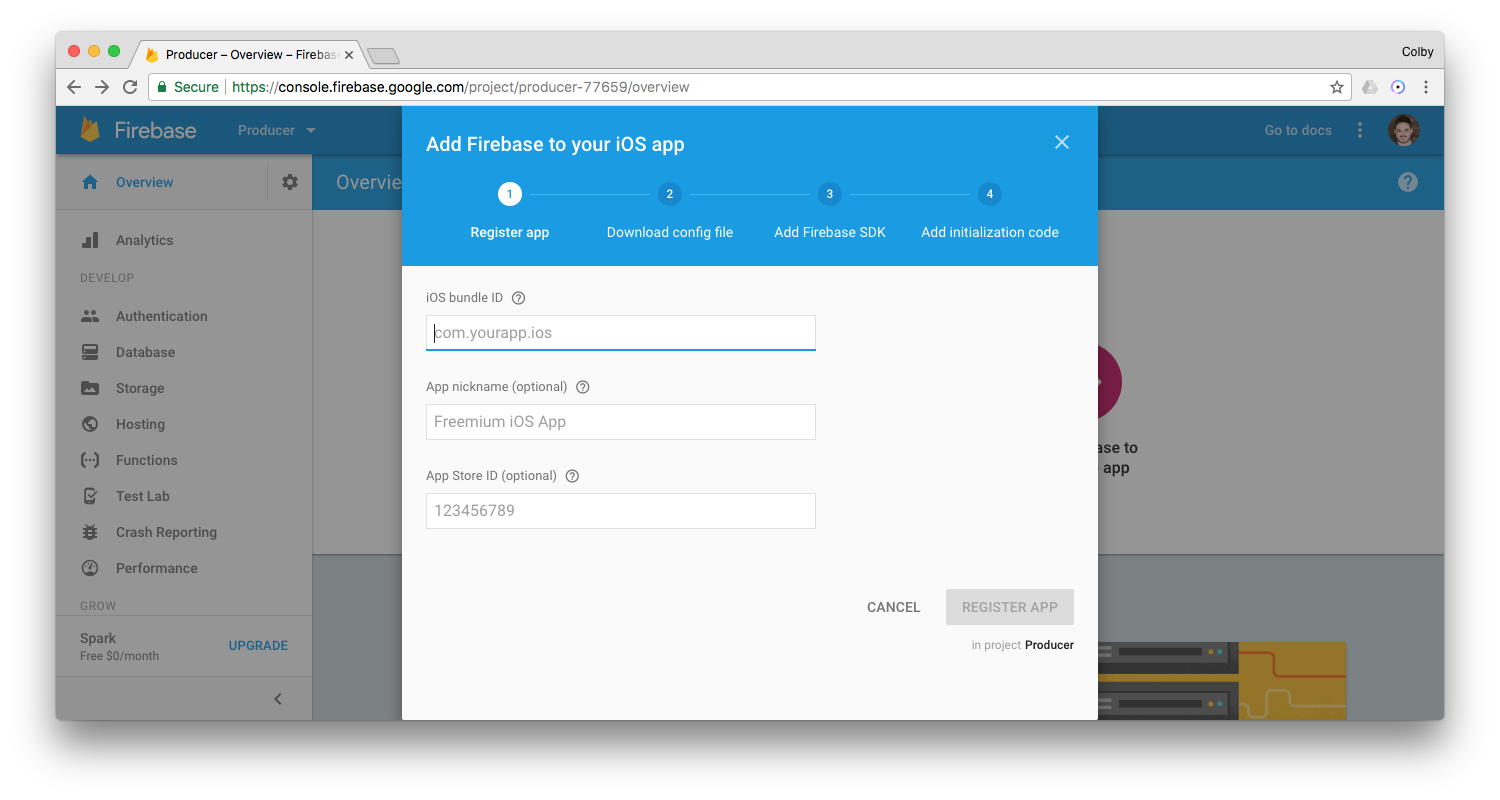 Producer – Overview – Firebas
Colby
Secure https://console.firebase.google.com/project/producer-77659/overview
Firebase
Producer
Go to docs
Overview
Overvie
Analytics
DEVELOP
Authentication
Database
Storage
Hosting
Functions
Test Lab
Crash Reporting
Performance
GROW
Spark
Free $0/month
UPGRADE
Add Firebase to your iOS app
1
2
3
4
Register app
Download config file
Add Firebase SDK
Add initialization code
iOS bundle ID
com.yourapp.ios
App nickname (optional)
Freemium iOS App
App Store ID (optional)
123456789
CANCEL
REGISTER APP
in project Producer
ase to
app